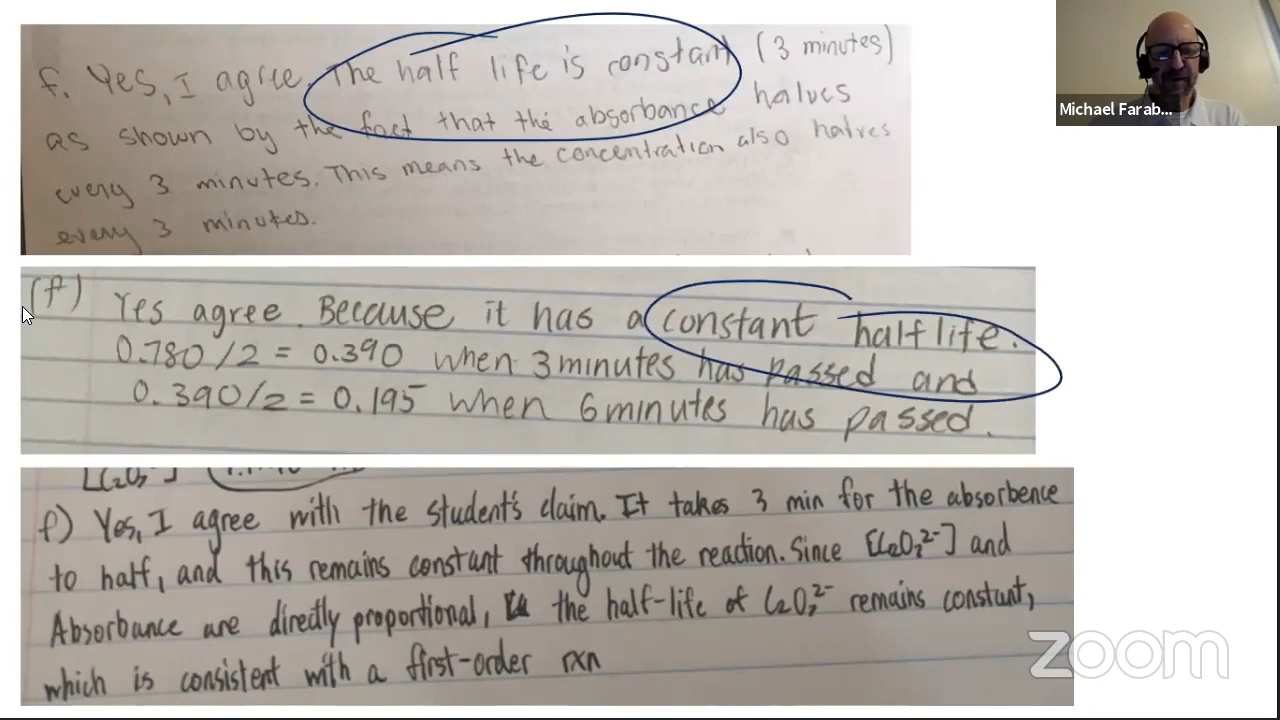 f. Yes, I agree. The half life is constant (3 minutes)
as shown by the fact that the absorbance halves
every 3 minutes. This means the concentration also halves
every 3 minutes.
Michael Farab...
(f) Yes agree. Because it has a constant half life.
0.780/2 = 0.390 when 3 minutes has passed and
0.390/2 = 0.195 when 6 minutes has passed.
f) Yes, I agree with the student's claim. It takes 3 min for the absorbence
to half, and this remains constant throughout the reaction. Since [Cr2O7²⁻] and
Absorbance are directly proportional, the half-life of Cr2O7²⁻ remains constant,
which is consistent with a first-order rxn
zoom